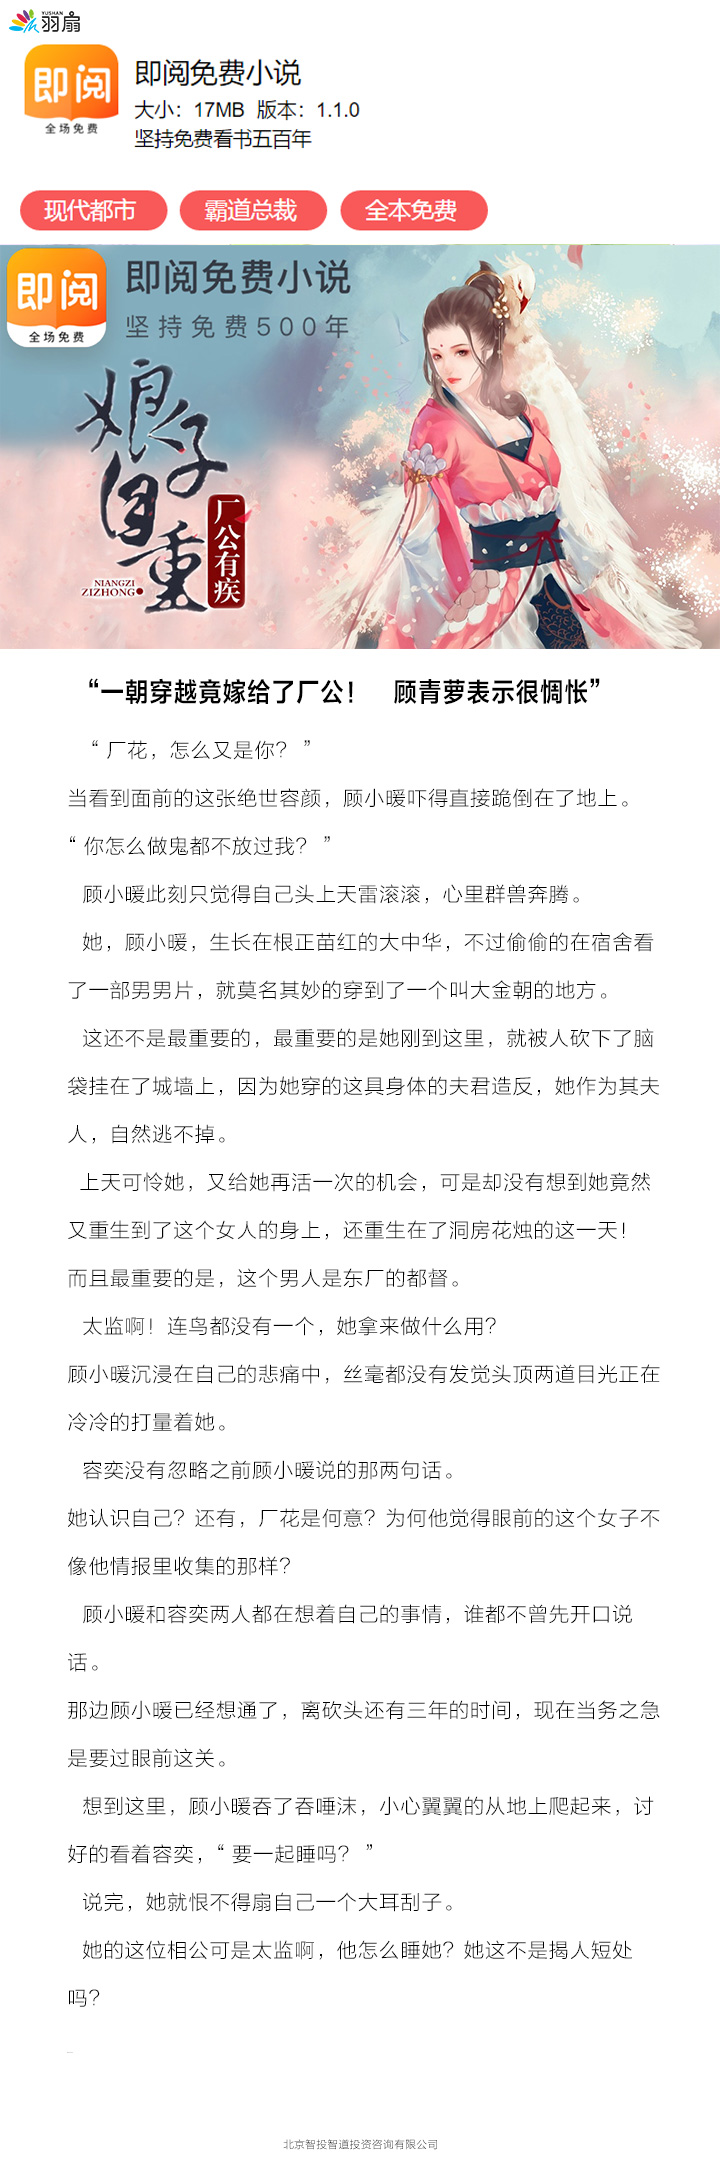 YUSHAN
羽扇
即阅
全场免费
即阅免费小说
大小：17MB 版本：1.1.0
坚持免费看书五百年
现代都市 霸道总裁 全本免费
即阅
全场免费
即阅免费小说
坚持免费500年
娘子自重
厂公有疾
NIANGZI
ZIZHONG
“一朝穿越竟嫁给了厂公！ 顾青萝表示很惆怅”
“ 厂花，怎么又是你？ ”
当看到面前的这张绝世容颜，顾小暖吓得直接跪倒在了地上。
“ 你怎么做鬼都不放过我？ ”
顾小暖此刻只觉得自己头上天雷滚滚，心里群兽奔腾。
她，顾小暖，生长在根正苗红的大中华，不过偷偷的在宿舍看
了一部男男片，就莫名其妙的穿到了一个叫大金朝的地方。
这还不是最重要的，最重要的是她刚到这里，就被人砍下了脑
袋挂在了城墙上，因为她穿的这具身体的夫君造反，她作为其夫
人，自然逃不掉。
上天可怜她，又给她再活一次的机会，可是却没有想到她竟然
又重生到了这个女人的身上，还重生在了洞房花烛的这一天！
而且最重要的是，这个男人是东厂的都督。
太监啊！连鸟都没有一个，她拿来做什么用？
顾小暖沉浸在自己的悲痛中，丝毫都没有发觉头顶两道目光正在
冷冷的打量着她。
容奕没有忽略之前顾小暖说的那两句话。
她认识自己？还有，厂花是何意？为何他觉得眼前的这个女子不
像他情报里收集的那样？
顾小暖和容奕两人都在想着自己的事情，谁都不曾先开口说
话。
那边顾小暖已经想通了，离砍头还有三年的时间，现在当务之急
是要过眼前这关。
想到这里，顾小暖吞了吞唾沫，小心翼翼的从地上爬起来，讨
好的看着容奕，“ 要一起睡吗？ ”
说完，她就恨不得扇自己一个大耳刮子。
她的这位相公可是太监啊，他怎么睡她？她这不是揭人短处
吗？
北京智投智道投资咨询有限公司